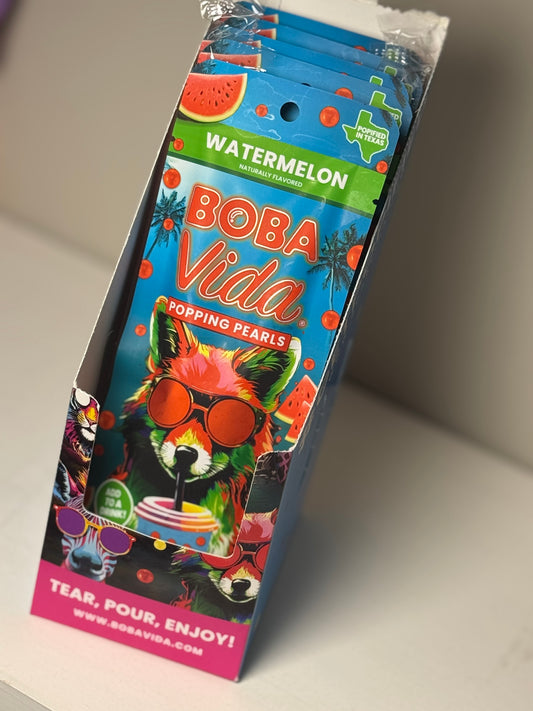 POPIFIED
IN TEXAS
WATERMELON
NATURALLY FLAVORED
BOBA
Vida®
POPPING PEARLS
ADD
TO A
DRINK!
TEAR, POUR, ENJOY!
WWW.BOBAVIDA.COM